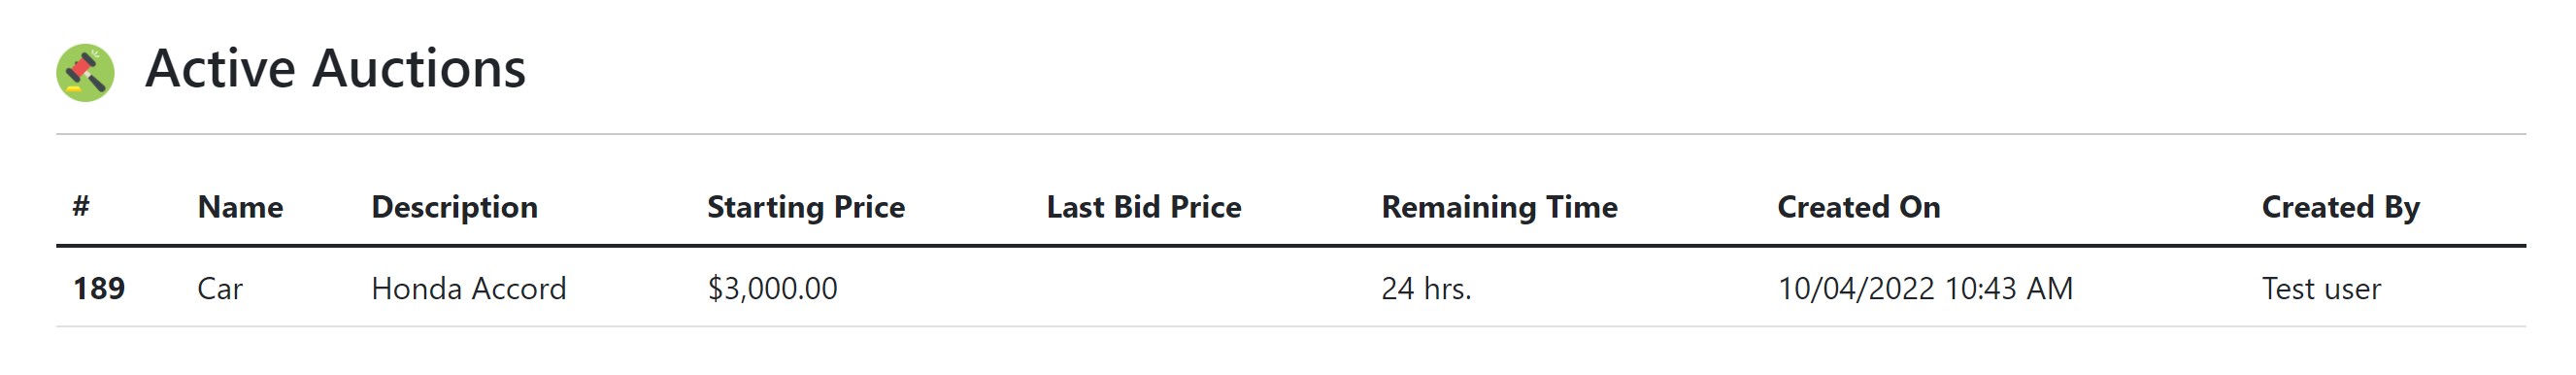 Active Auctions
# Name Description Starting Price Last Bid Price Remaining Time Created On Created By
189 Car Honda Accord $3,000.00 24 hrs. 10/04/2022 10:43 AM Test user